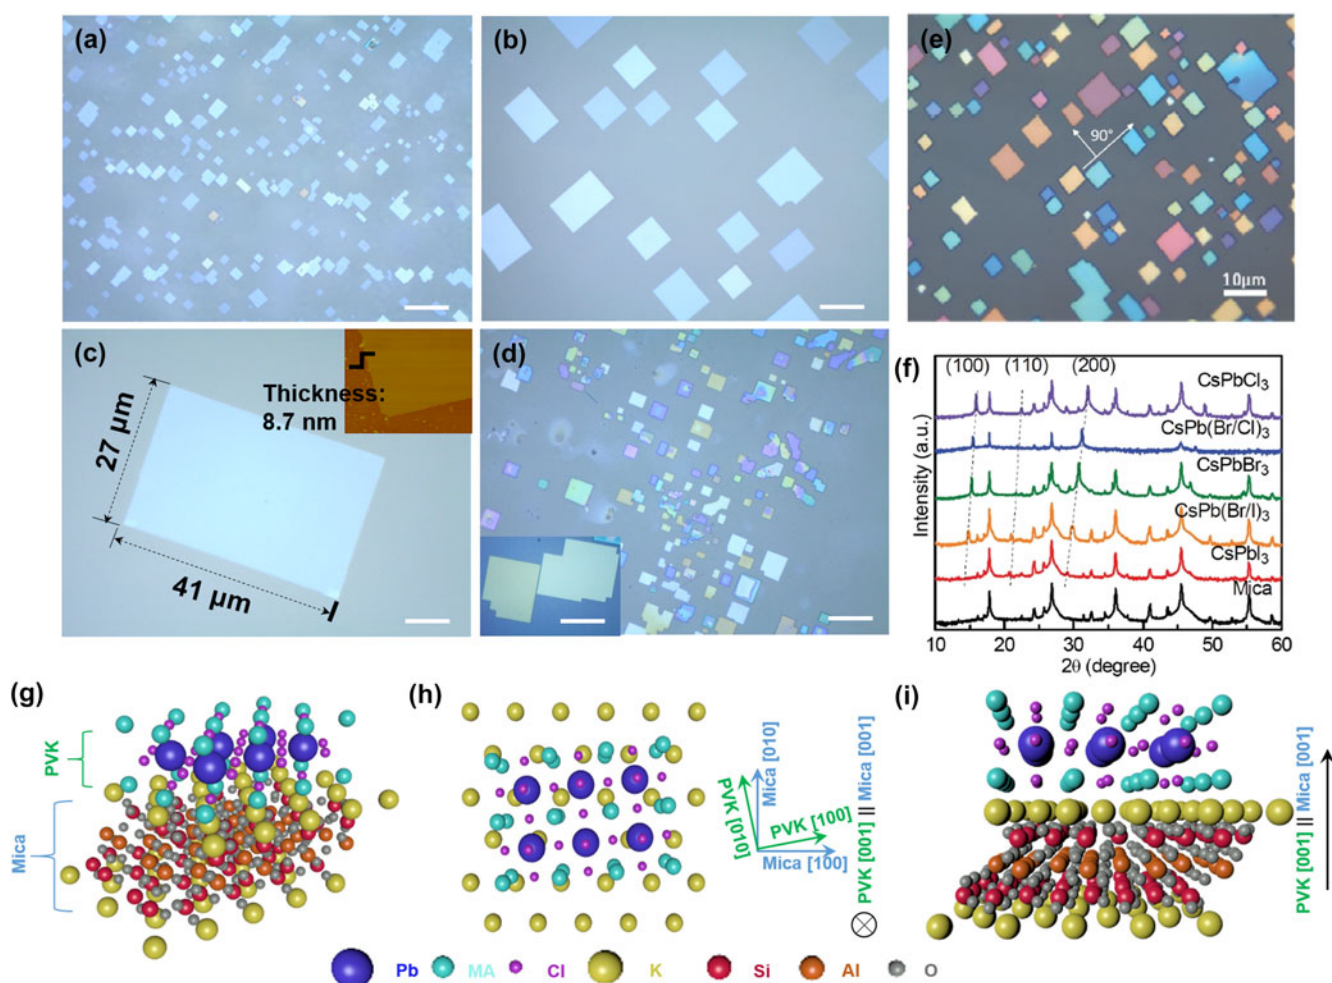 (a)
(b)
(e)
90°
10μm
(c)
Thickness:
8.7 nm
27 μm
41 μm
(d)
(f)
(100)
(110)
(200)
CsPbCl3
CsPb(Br/Cl)3
CsPbBr3
CsPb(Br/I)3
CsPbI3
Mica
Intensity (a.u.)
10 20 30 40 50 60
2θ (degree)
(g)
PVK
Mica
(h)
Mica [010]
PVK [010]
PVK [100]
Mica [100]
PVK [001] || Mica [001]
(i)
PVK [001] || Mica [001]
Pb MA Cl K Si Al O